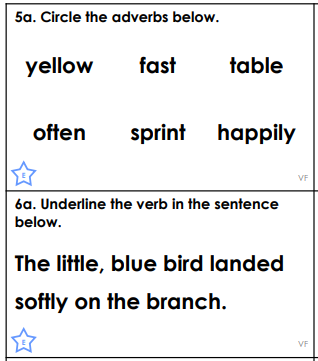 5a. Circle the adverbs below.
yellow fast table
often sprint happily
E
VF
6a. Underline the verb in the sentence
below.
The little, blue bird landed
softly on the branch.
E
VF